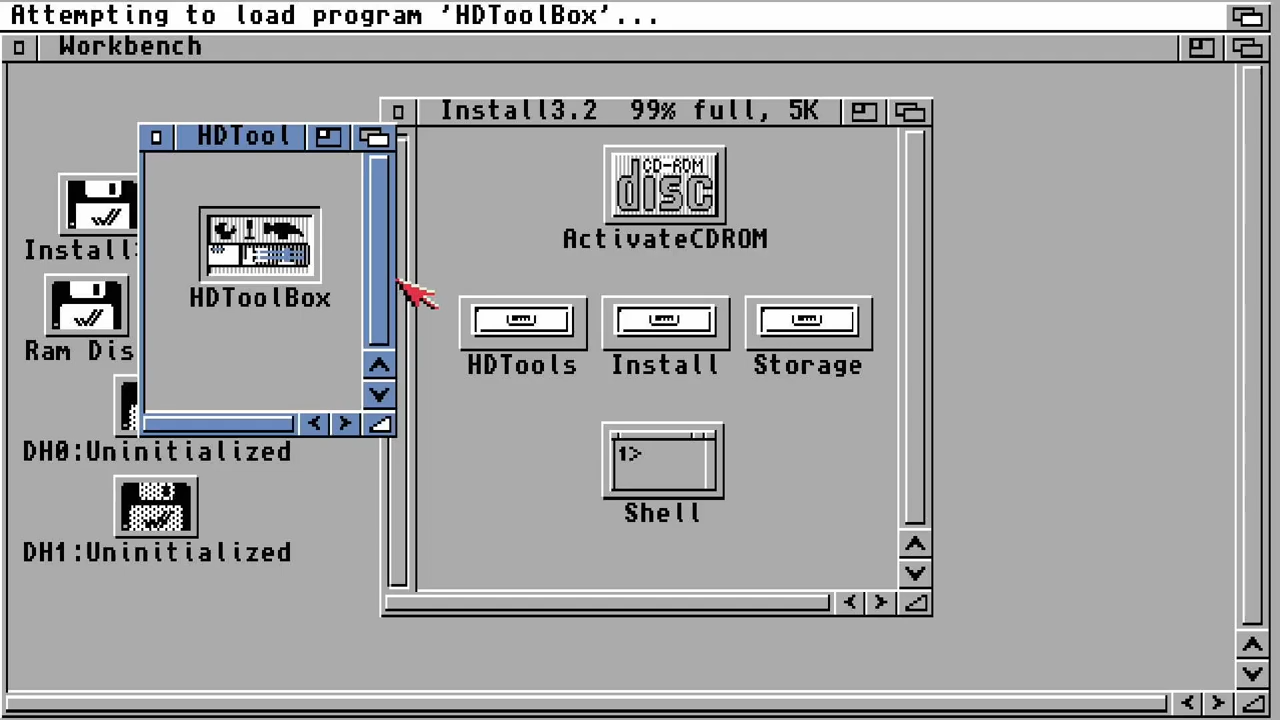 Attempting to load program 'HDToolBox'...
Workbench
Install3.2 99% full, 5K
HDTool
CD-ROM
disc
ActivateCDROM
Install
HDToolBox
Ram Dis
HDTools
Install
Storage
DH0:Uninitialized
1>
Shell
DH1:Uninitialized